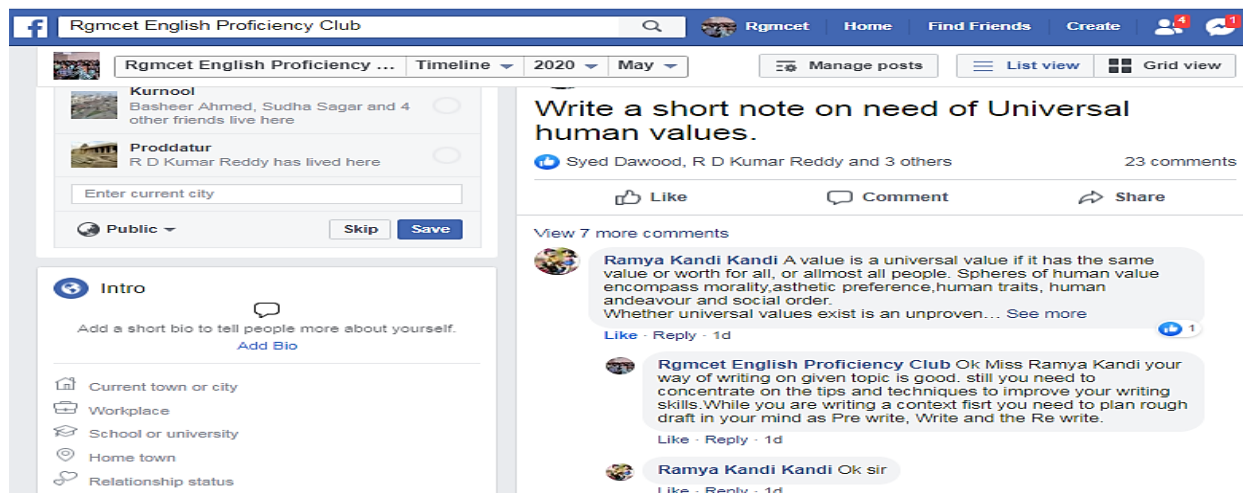 f Rgmcet English Proficiency Club Rgmcet Home Find Friends Create 4 1
Rgmcet English Proficiency ... Timeline 2020 May Manage posts List view Grid view
Kurnool
Basheer Ahmed, Sudha Sagar and 4
other friends live here
Proddatur
R D Kumar Reddy has lived here
Enter current city
Public Skip Save
Intro
Add a short bio to tell people more about yourself.
Add Bio
Current town or city
Workplace
School or university
Home town
Relationship status
Write a short note on need of Universal
human values.
Syed Dawood, R D Kumar Reddy and 3 others 23 comments
Like Comment Share
View 7 more comments
Ramya Kandi Kandi A value is a universal value if it has the same
value or worth for all, or allmost all people. Spheres of human value
encompass morality,asthetic preference,human traits, human
andeavour and social order.
Whether universal values exist is an unproven... See more
1
Like · Reply · 1d
Rgmcet English Proficiency Club Ok Miss Ramya Kandi your
way of writing on given topic is good. still you need to
concentrate on the tips and techniques to improve your writing
skills.While you are writing a context fisrt you need to plan rough
draft in your mind as Pre write, Write and the Re write.
Like · Reply · 1d
Ramya Kandi Kandi Ok sir
Like · Reply · 1d